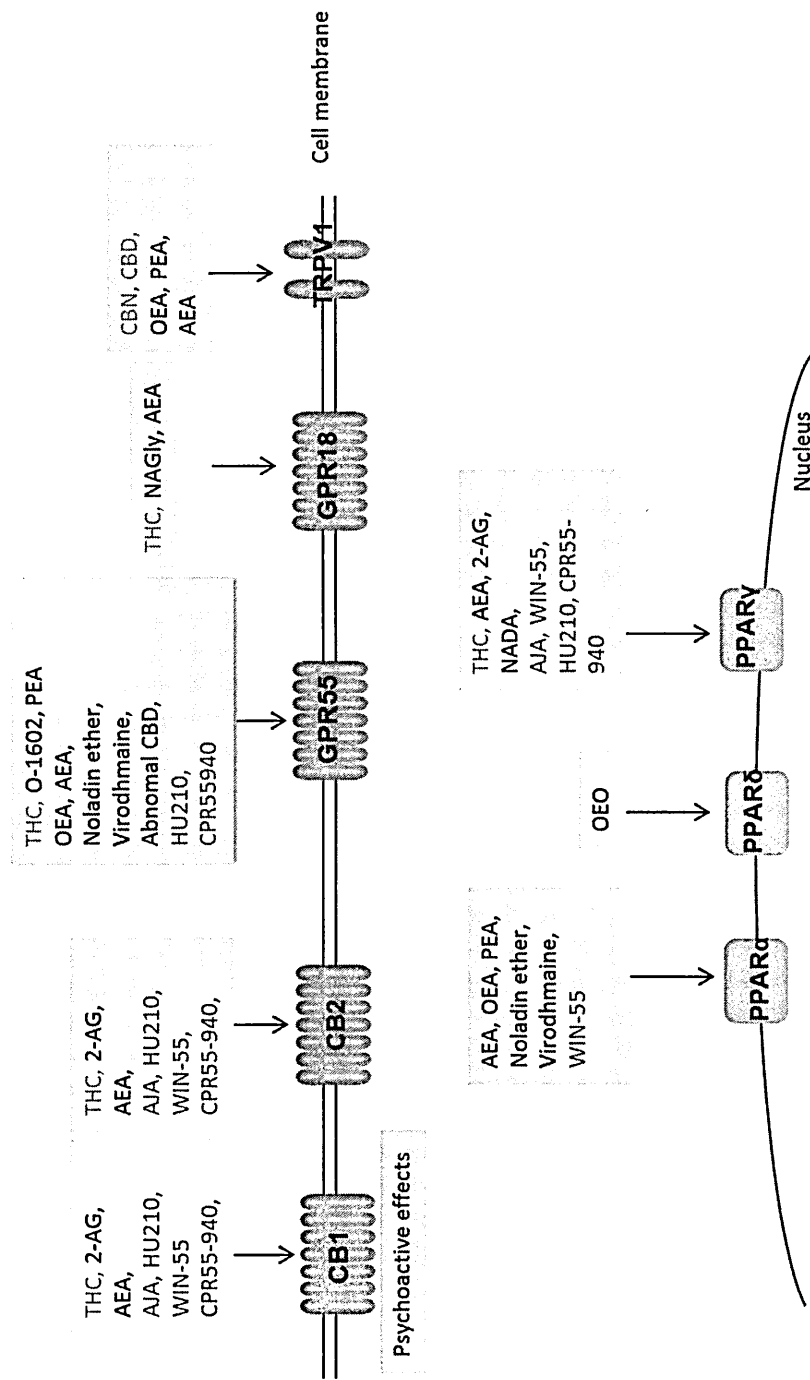 THC, 2-AG,
AEA,
AJA, HU210,
WIN-55
CPR55-940,
CB1
Psychoactive effects
THC, 2-AG,
AEA,
AJA, HU210,
WIN-55,
CPR55-940,
CB2
THC, O-1602, PEA
OEA, AEA,
Noladin ether,
Virodhmaine,
Abnomal CBD,
HU210,
CPR55940
GPR55
THC, NAGly, AEA
GPR18
CBN, CBD,
OEA, PEA,
AEA
TRPV1
Cell membrane
AEA, OEA, PEA,
Noladin ether,
Virodhmaine,
WIN-55
PPARα
OEO
PPARδ
THC, AEA, 2-AG,
NADA,
AJA, WIN-55,
HU210, CPR55-
940
PPARγ
Nucleus